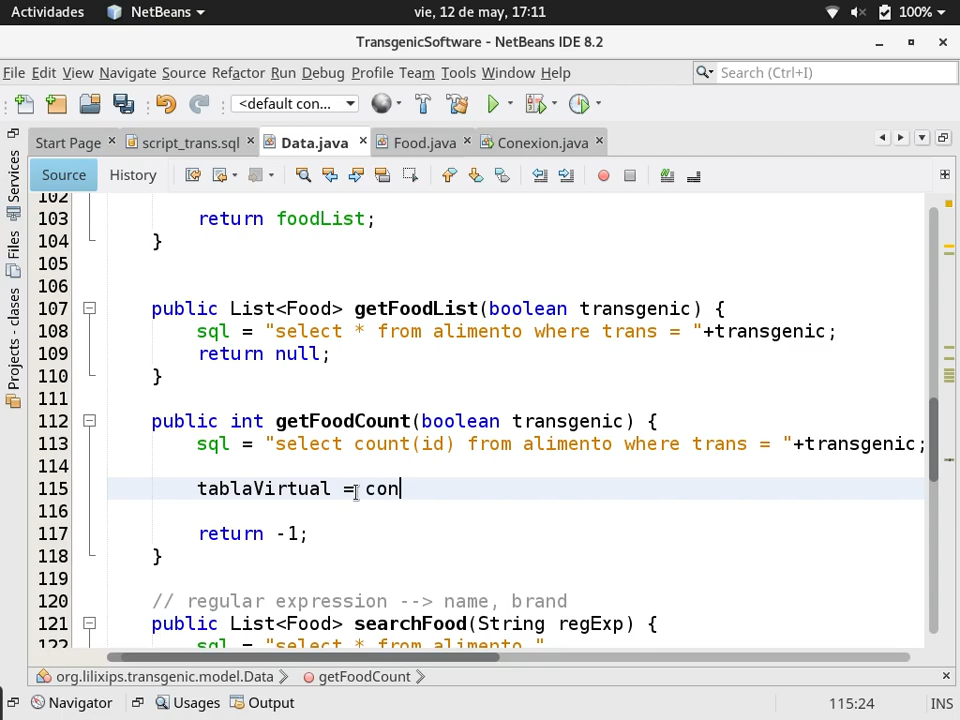 Actividades NetBeans vie, 12 de may, 17:11 100%
TransgenicSoftware - NetBeans IDE 8.2
File Edit View Navigate Source Refactor Run Debug Profile Team Tools Window Help Search (Ctrl+I)
<default con...
Start Page script_trans.sql Data.java Food.java Conexion.java
Source History
Services
Files
Projects - clases
102
103 return foodList;
104 }
105
106
107 public List<Food> getFoodList(boolean transgenic) {
108 sql = "select * from alimento where trans = "+transgenic;
109 return null;
110 }
111
112 public int getFoodCount(boolean transgenic) {
113 sql = "select count(id) from alimento where trans = "+transgenic;
114
115 tablaVirtual = con
116
117 return -1;
118 }
119
120 // regular expression --> name, brand
121 public List<Food> searchFood(String regExp) {
122 sql = "select * from alimento "
org.lilixips.transgenic.model.Data getFoodCount
Navigator Usages Output 115:24 INS